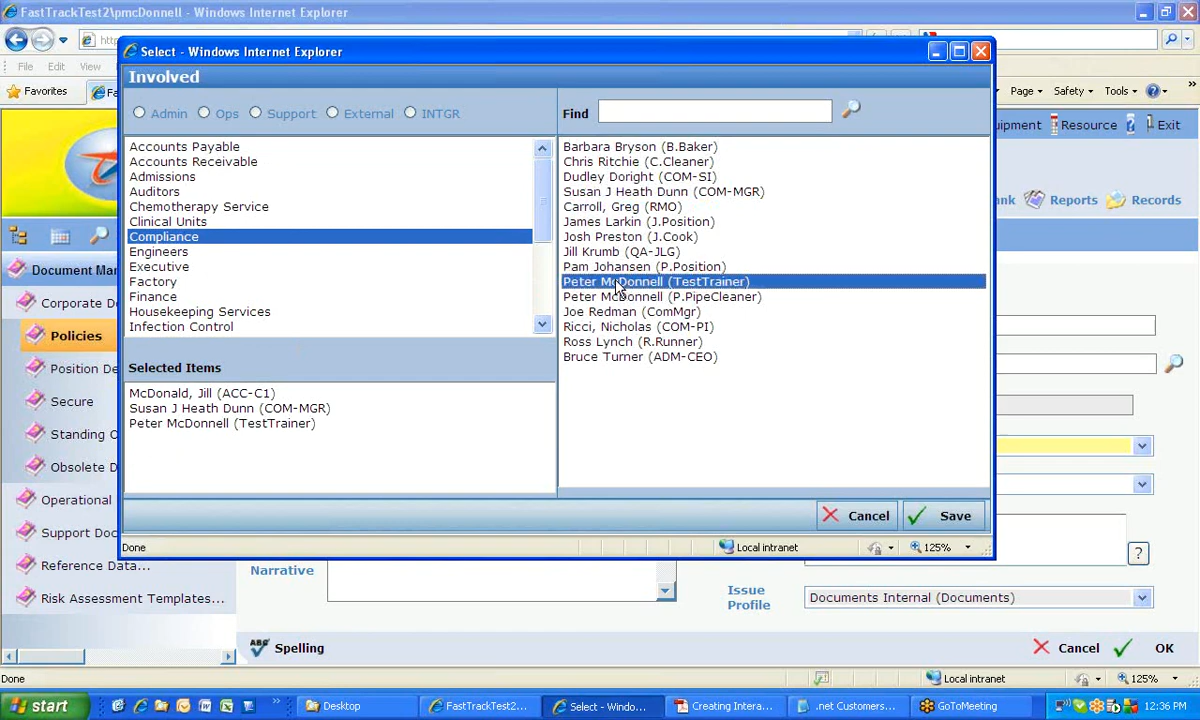 FastTrackTest2\pmcDonnell - Windows Internet Explorer
File Edit View
Favorites
Page Safety Tools
Select - Windows Internet Explorer
Involved
Admin Ops Support External INTGR
Find
Accounts Payable
Accounts Receivable
Admissions
Auditors
Chemotherapy Service
Clinical Units
Compliance
Engineers
Executive
Factory
Finance
Housekeeping Services
Infection Control
Barbara Bryson (B.Baker)
Chris Ritchie (C.Cleaner)
Dudley Doright (COM-SI)
Susan J Heath Dunn (COM-MGR)
Carroll, Greg (RMO)
James Larkin (J.Position)
Josh Preston (J.Cook)
Jill Krumb (QA-JLG)
Pam Johansen (P.Position)
Peter McDonnell (TestTrainer)
Peter McDonnell (P.PipeCleaner)
Joe Redman (ComMgr)
Ricci, Nicholas (COM-PI)
Ross Lynch (R.Runner)
Bruce Turner (ADM-CEO)
Selected Items
McDonald, Jill (ACC-C1)
Susan J Heath Dunn (COM-MGR)
Peter McDonnell (TestTrainer)
Cancel Save
Done Local intranet 125%
uipment Resource ? Exit
nk Reports Records
Document Mar
Corporate D
Policies
Position De
Secure
Standing O
Obsolete D
Operational
Support Doc
Reference Data...
Risk Assessment Templates...
?
Narrative
Issue
Profile
Documents Internal (Documents)
ABC Spelling
Cancel OK
Done Local intranet 125%
start Desktop FastTrackTest2... Select - Windo... Creating Intera... .net Customers... GoToMeeting 12:36 PM